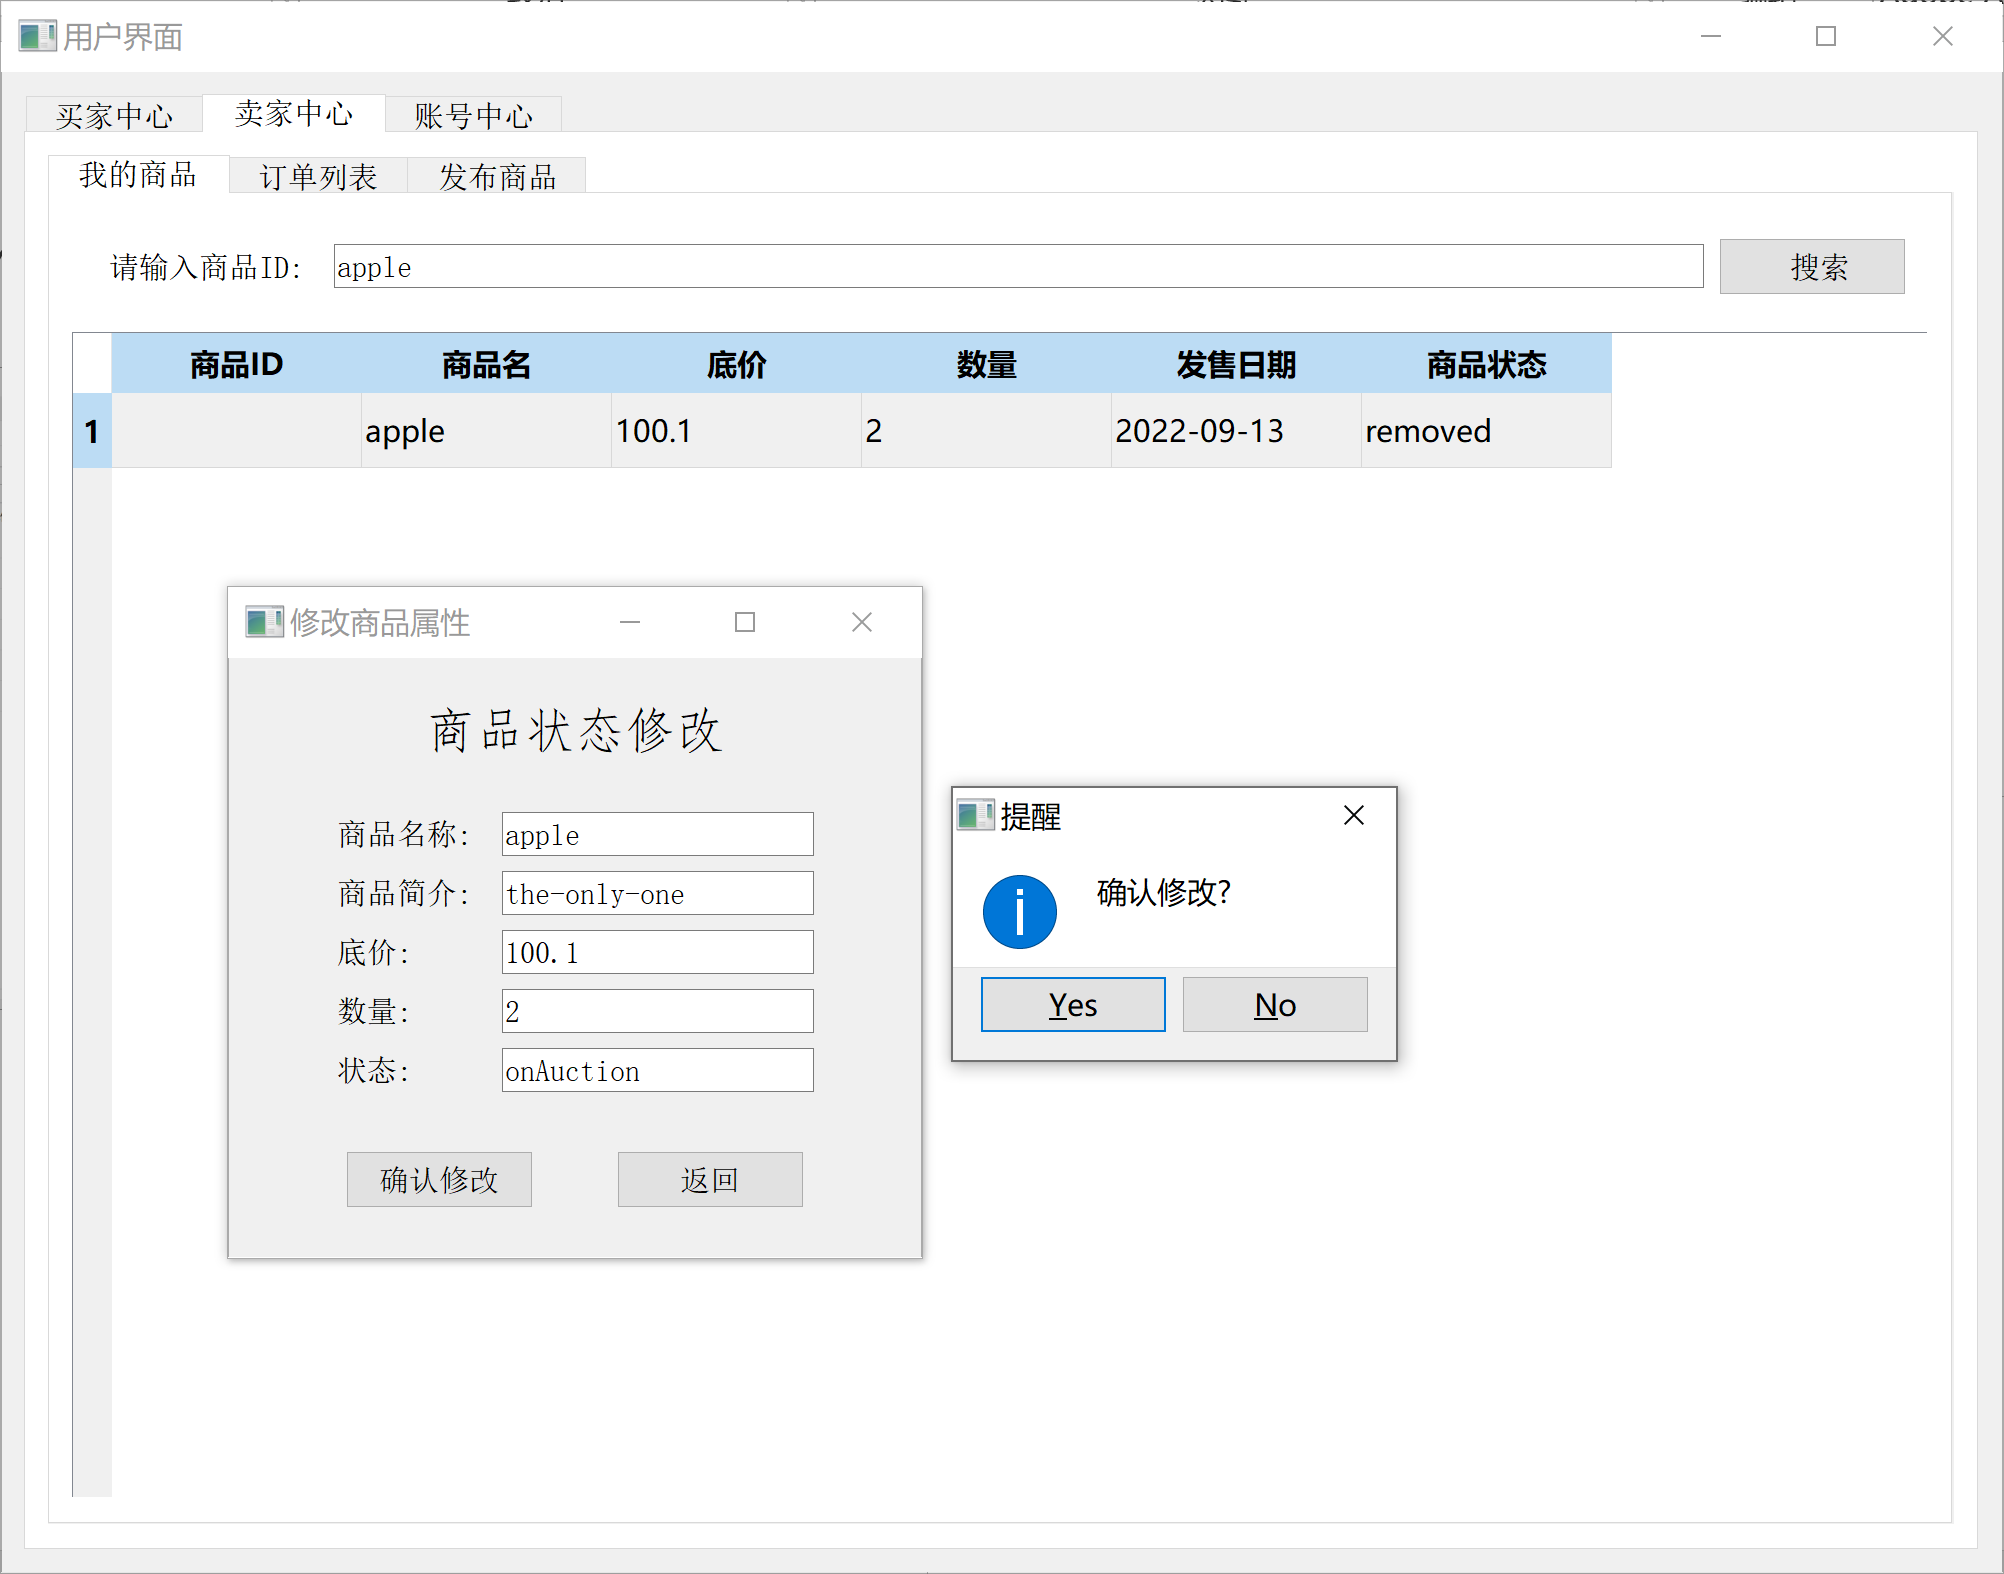 用户界面
买家中心 卖家中心 账号中心
我的商品 订单列表 发布商品
请输入商品ID: apple 搜索
商品ID 商品名 底价 数量 发售日期 商品状态
1 apple 100.1 2 2022-09-13 removed
修改商品属性
商品状态修改
商品名称: apple
商品简介: the-only-one
底价: 100.1
数量: 2
状态: onAuction
确认修改 返回
提醒
确认修改?
Yes No